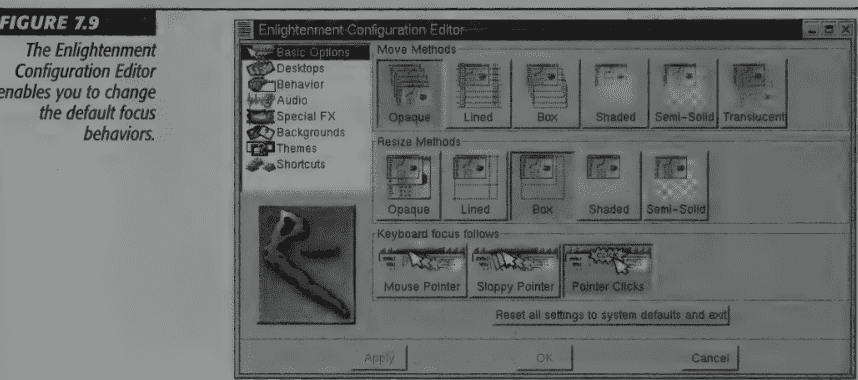 FIGURE 7.9
The Enlightenment
Configuration Editor
enables you to change
the default focus
behaviors.
Enlightenment Configuration Editor
Basic Options
Desktops
Behavior
Audio
Special FX
Backgrounds
Themes
Shortcuts
Move Methods
Opaque Lined Box Shaded Semi-Solid Translucent
Resize Methods
Opaque Lined Box Shaded Semi-Solid
Keyboard focus follows
Mouse Pointer Sloppy Pointer Pointer Clicks
Reset all settings to system defaults and exit
Apply OK Cancel